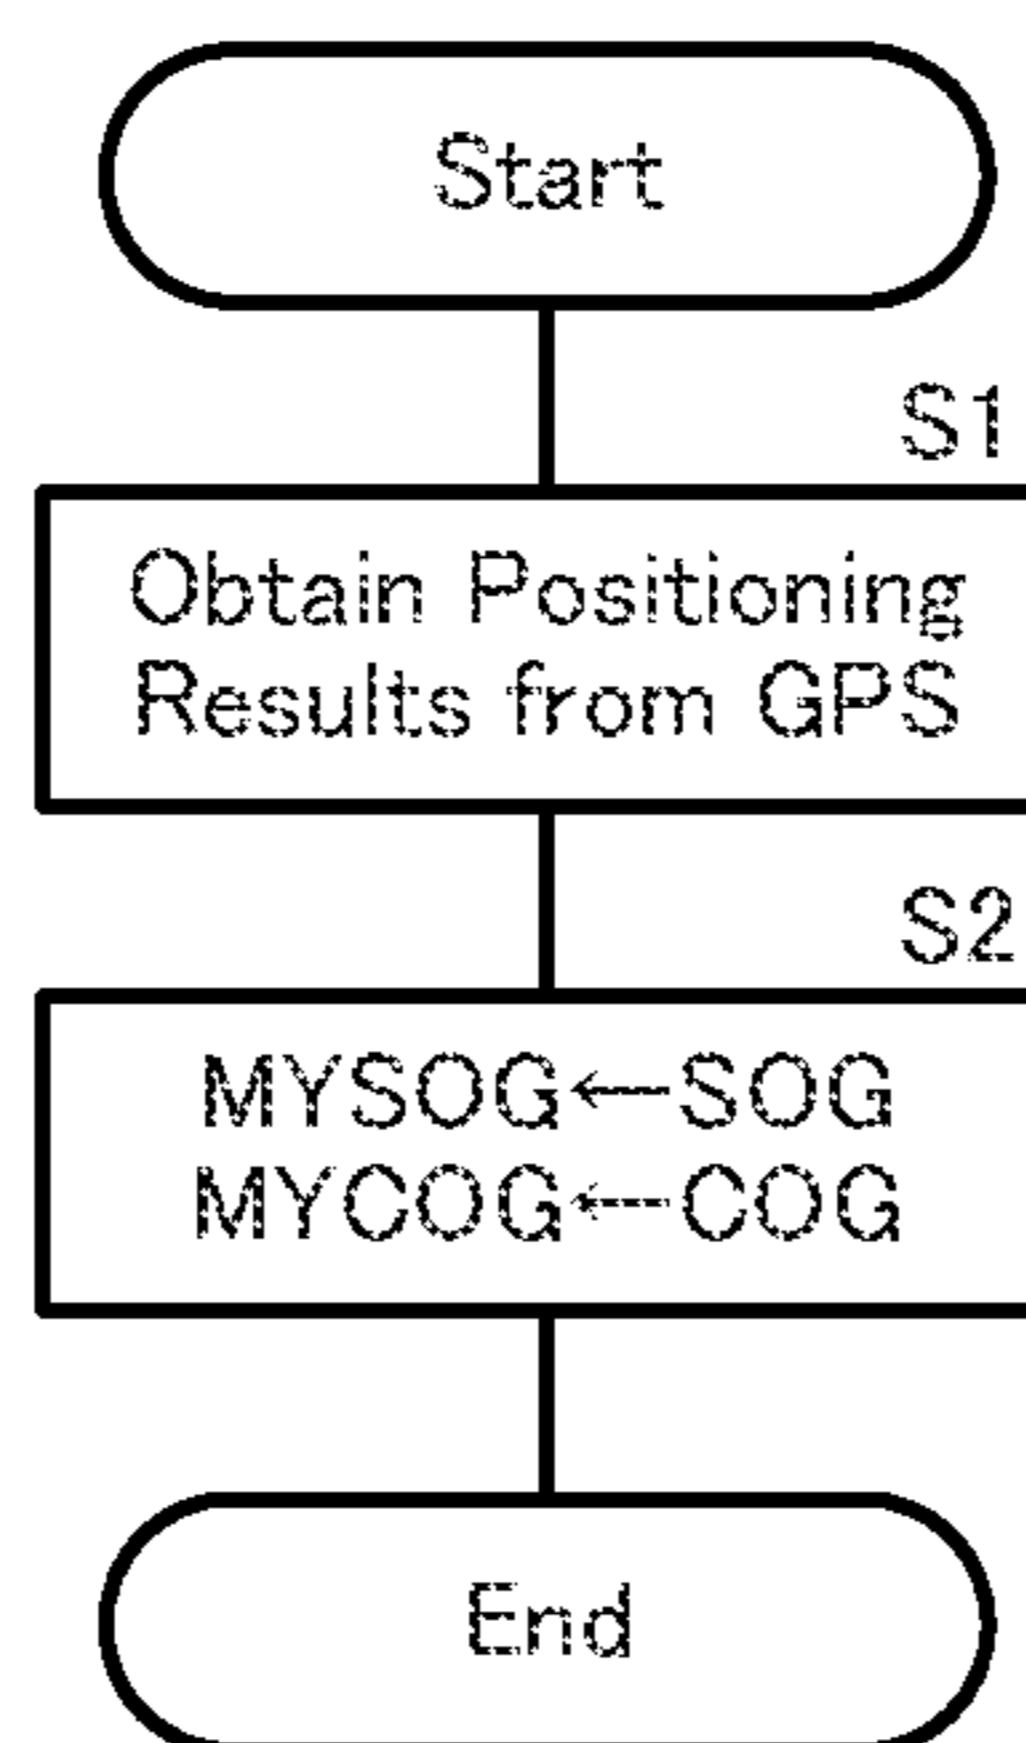 Start
S1
Obtain Positioning
Results from GPS
S2
MYSOG←SOG
MYCOG←COG
End